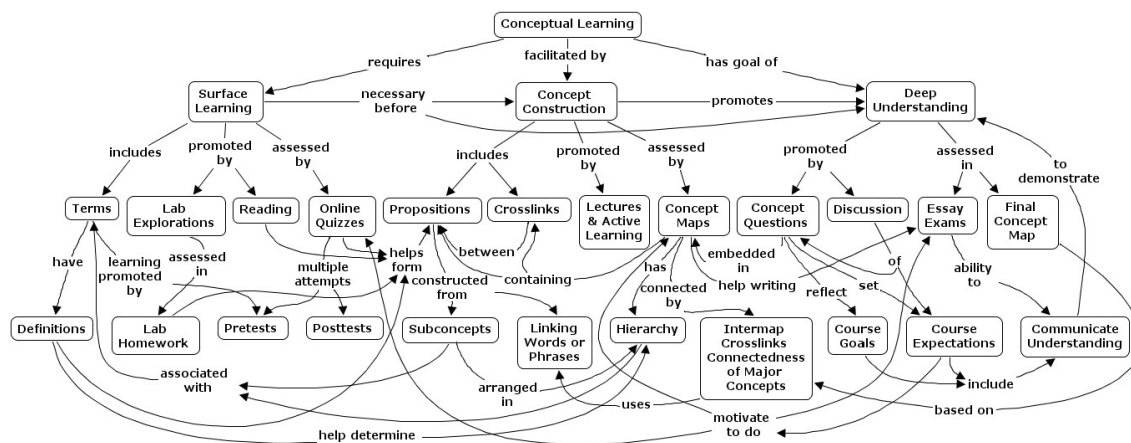 Conceptual Learning
requires
facilitated by
has goal of
Surface
Learning
necessary
before
Concept
Construction
promotes
Deep
Understanding
includes
promoted
by
assessed
by
includes
promoted
by
assessed
by
promoted
by
assessed
in
to
demonstrate
Terms
Lab
Explorations
Reading
Online
Quizzes
Propositions
Crosslinks
Lectures
& Active
Learning
Concept
Maps
Concept
Questions
Discussion
Essay
Exams
Final
Concept
Map
have
learning
promoted
by
assessed
in
multiple
attempts
helps
form
between
constructed
from
containing
has
connected
by
embedded
in
help writing
reflect
set
of
ability
to
Definitions
Lab
Homework
Pretests
Posttests
Subconcepts
Linking
Words or
Phrases
Hierarchy
Intermap
Crosslinks
Connectedness
of Major
Concepts
Course
Goals
Course
Expectations
Communicate
Understanding
associated
with
arranged
in
uses
include
motivate
to do
based on
help determine